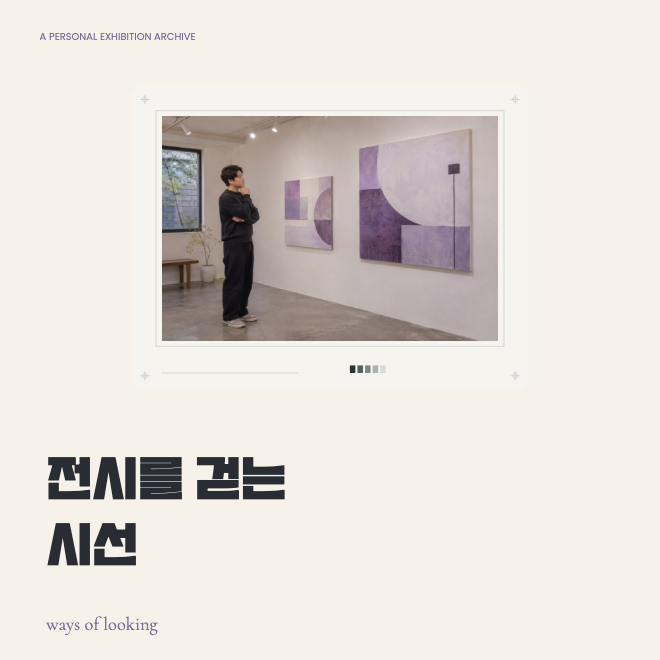 A PERSONAL EXHIBITION ARCHIVE
전시를 걷는
시선
ways of looking